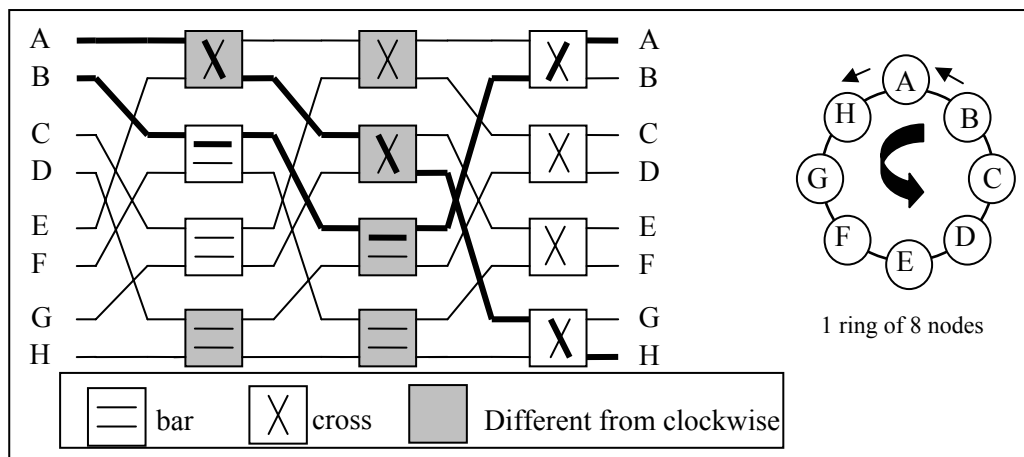 A
B
C
D
E
F
G
H
A
B
C
D
E
F
G
H
A
B
C
D
E
F
G
H
1 ring of 8 nodes
bar
cross
Different from clockwise